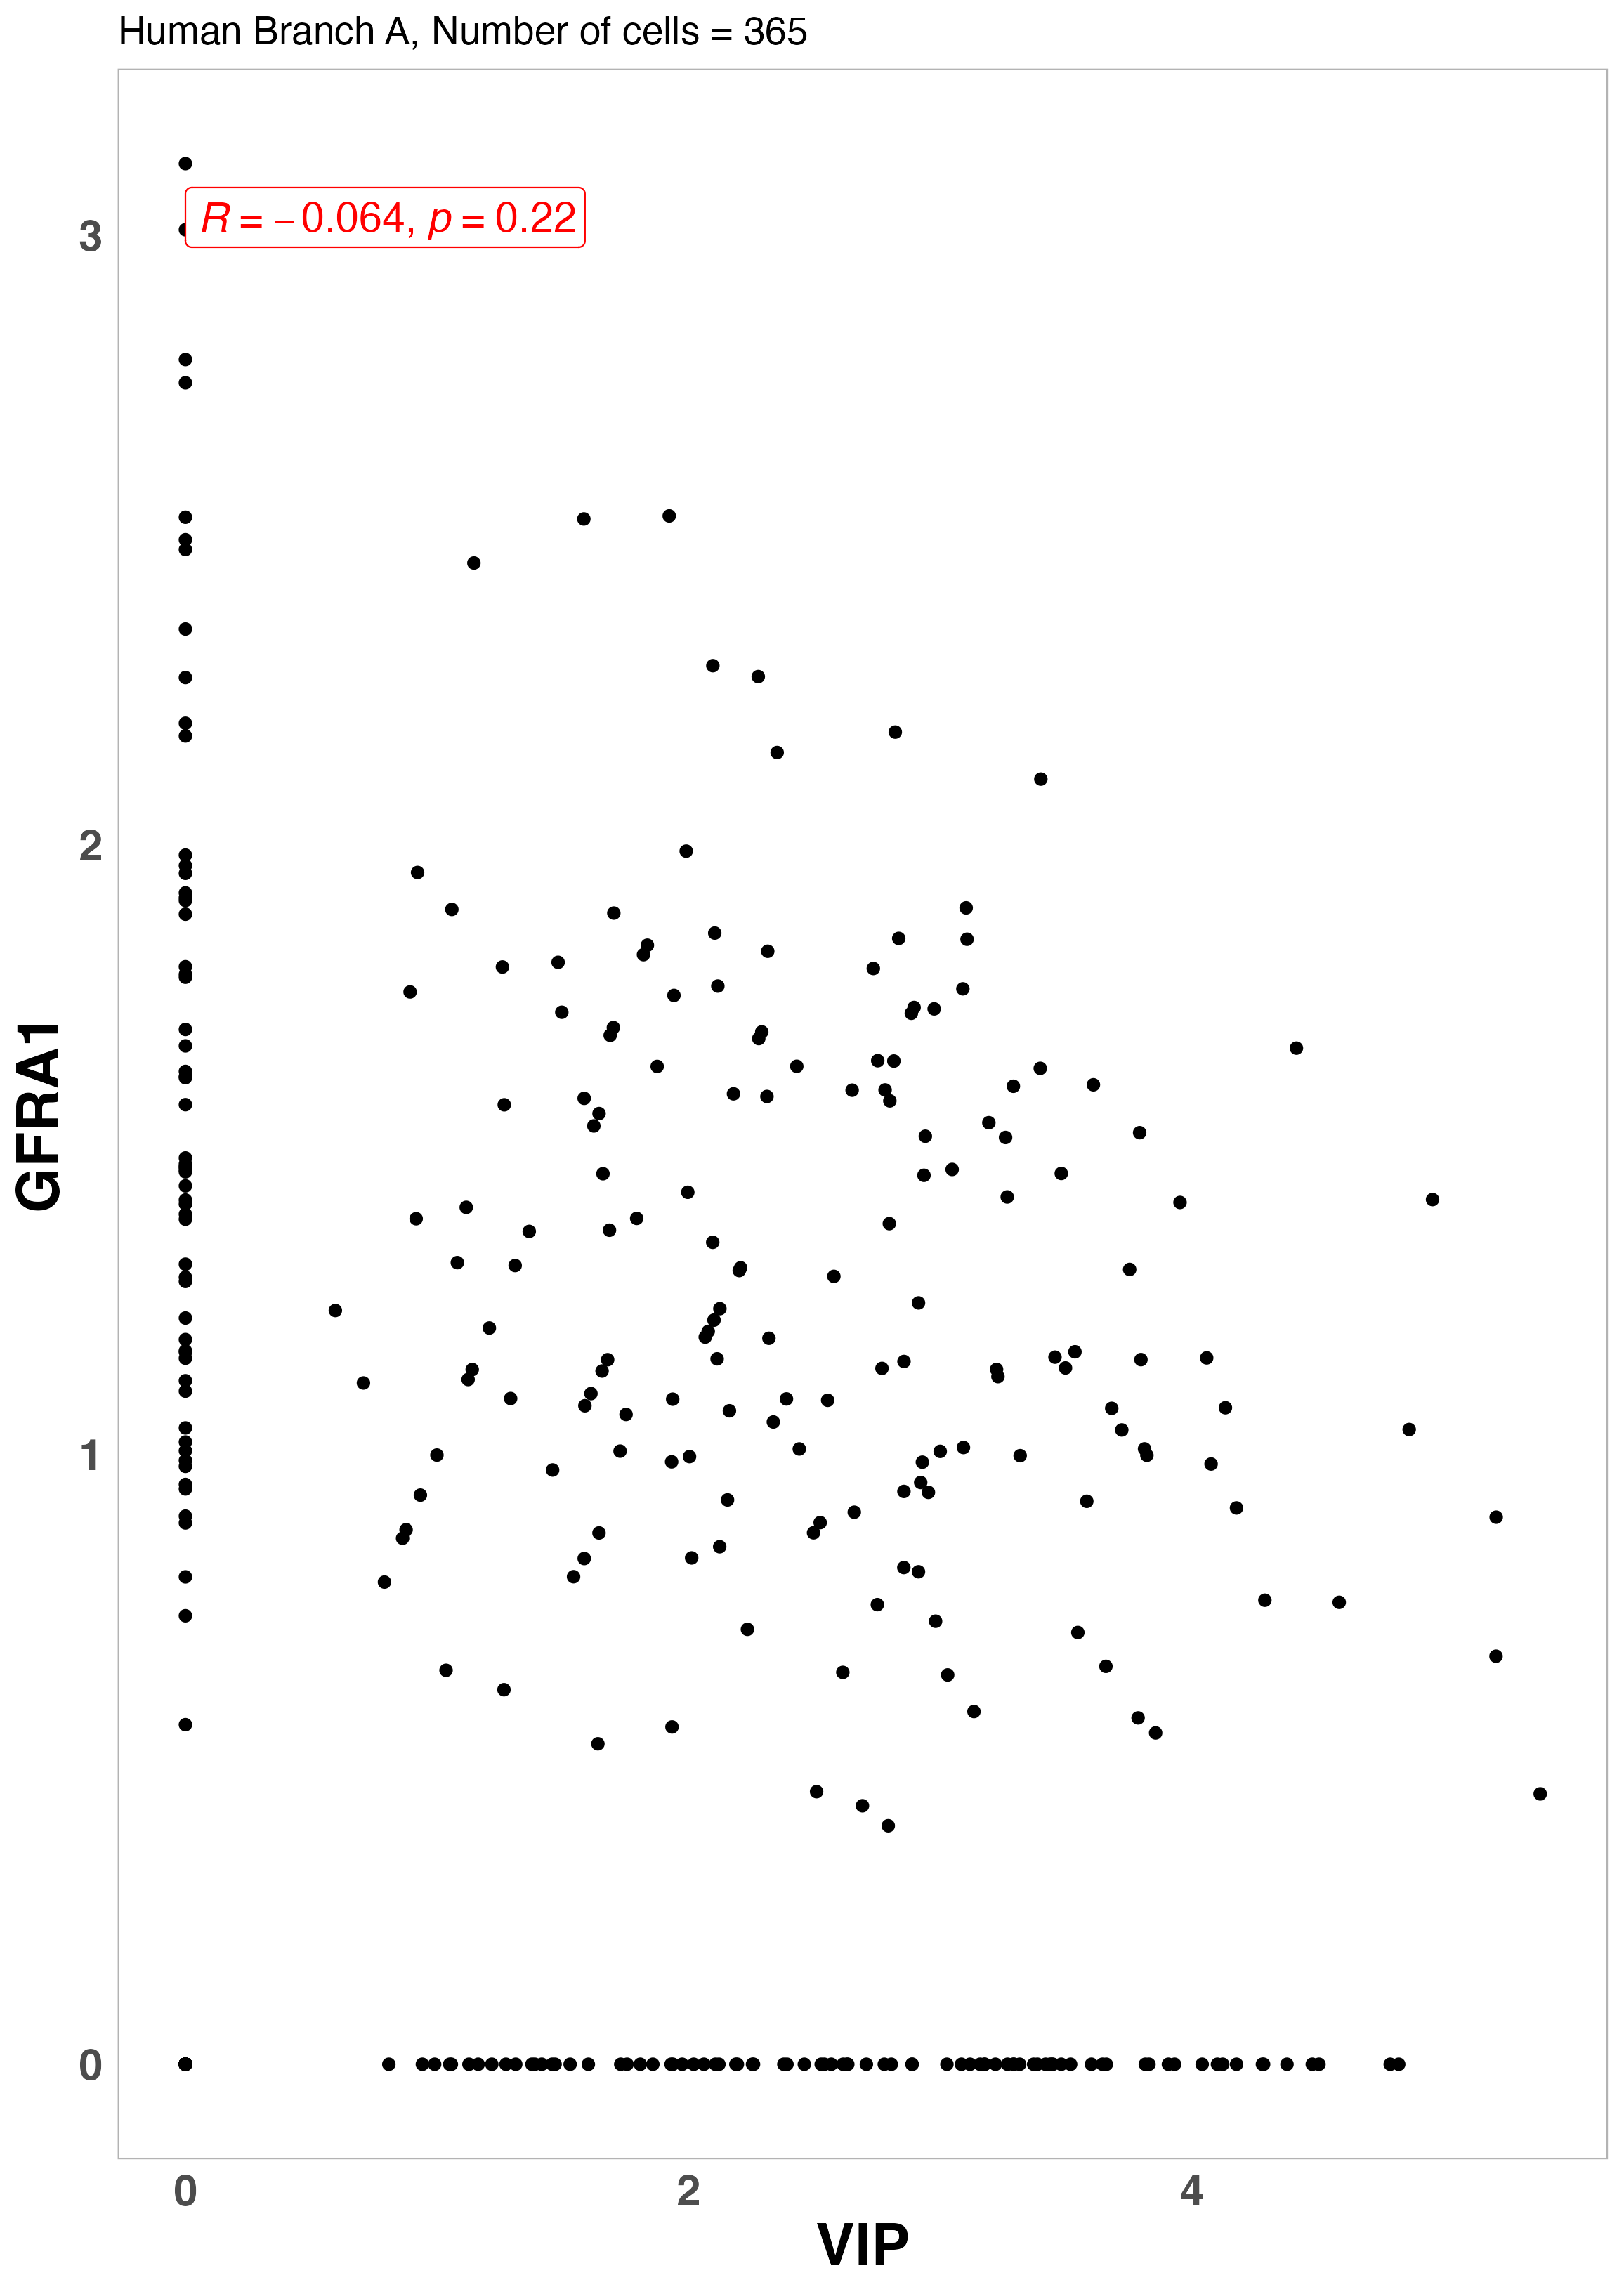 Human Branch A, Number of cells = 365
R = −0.064, p = 0.22
3
2
1
0
GFRA1
0 2 4
VIP